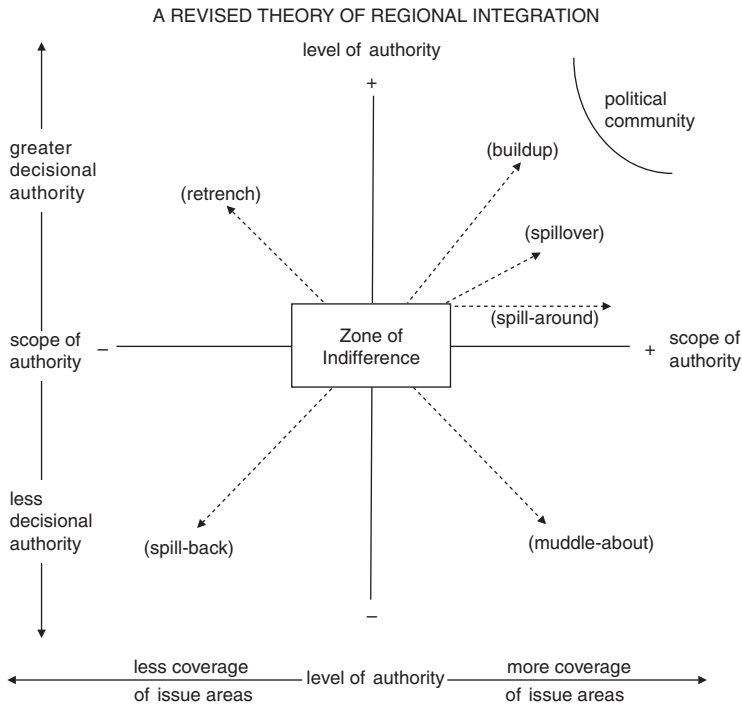 A REVISED THEORY OF REGIONAL INTEGRATION
level of authority
+
political
community
greater
decisional
authority
(buildup)
(retrench)
(spillover)
(spill-around)
scope of
authority
–
Zone of
Indifference
+
scope of
authority
less
decisional
authority
(spill-back)
(muddle-about)
–
less coverage
of issue areas
level of authority
more coverage
of issue areas